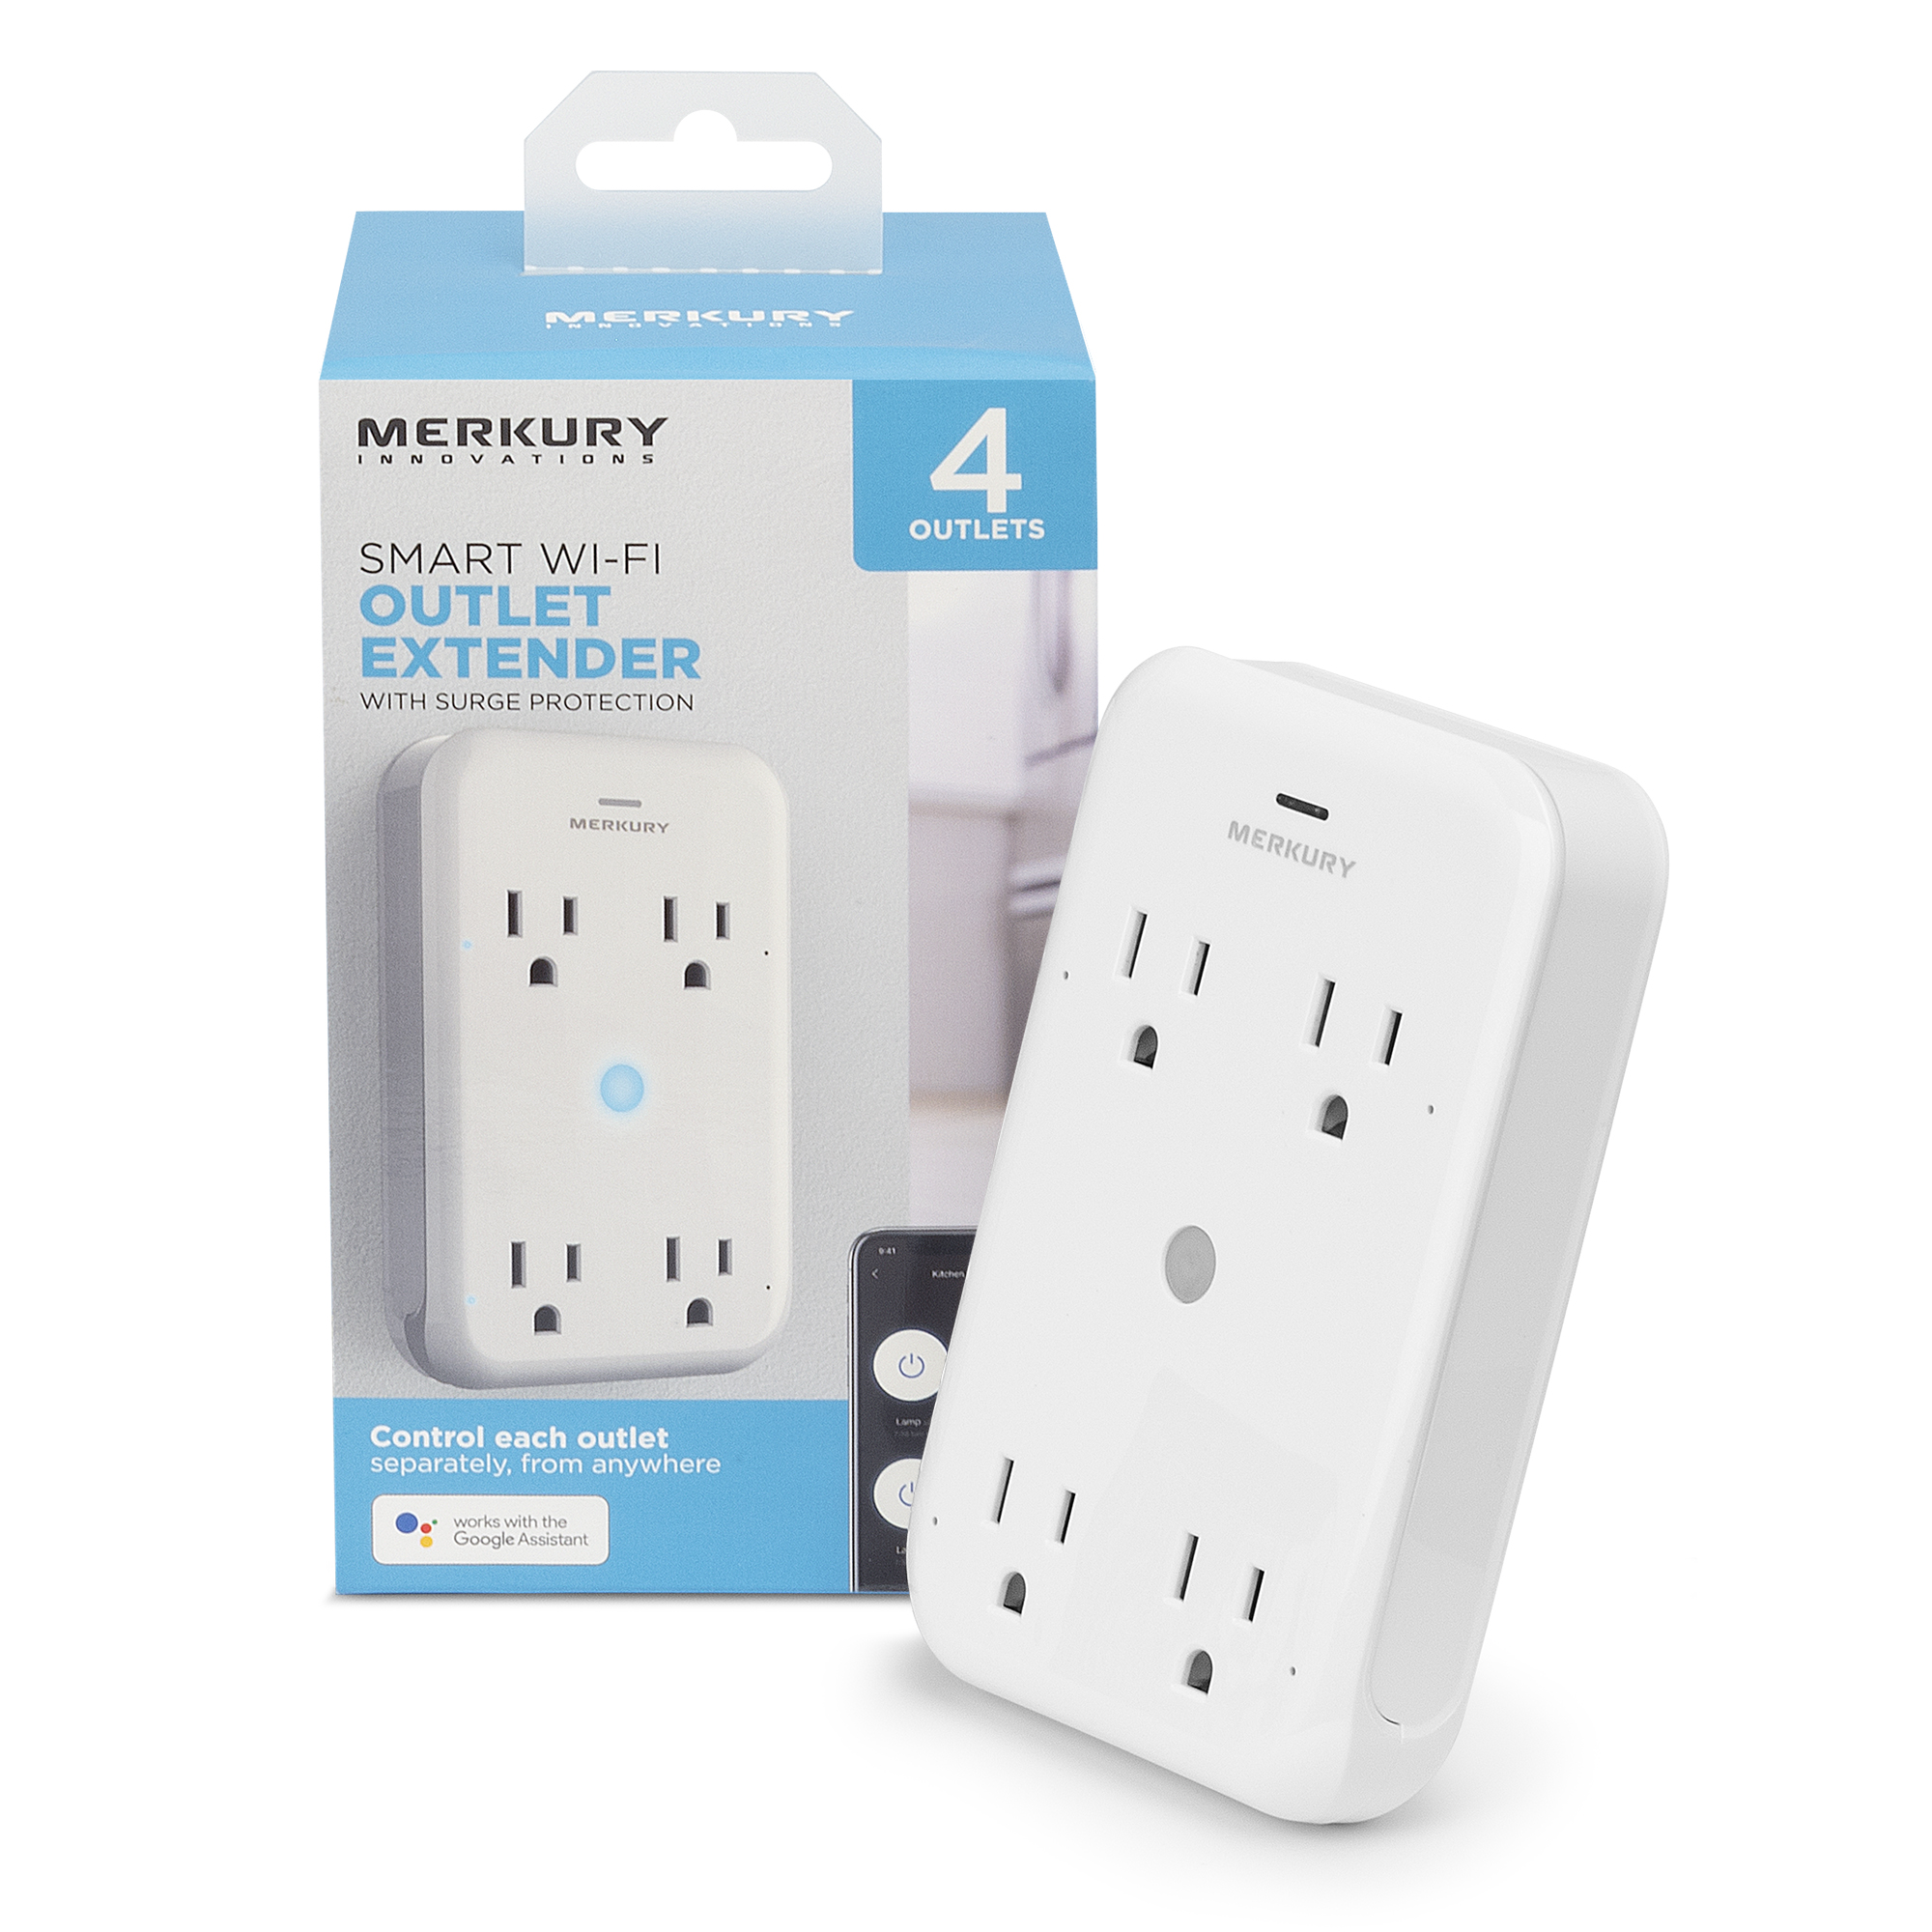 MERKURY
INNOVATIONS
MERKURY
INNOVATIONS
4
OUTLETS
SMART WI-FI
OUTLET
EXTENDER
WITH SURGE PROTECTION
MERKURY
MERKURY
9:41
Kitchen
Lamp
Control each outlet
separately, from anywhere
works with the
Google Assistant